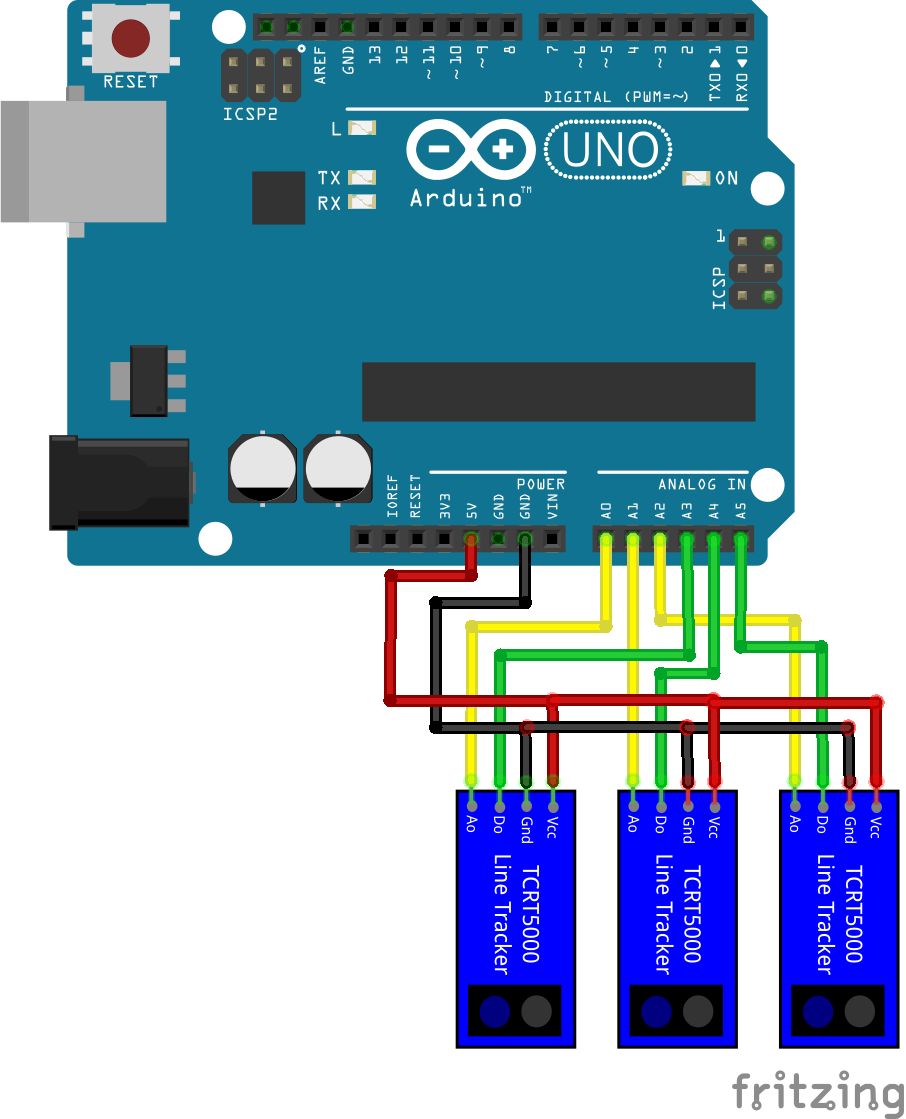 RESET
ICSP2
AREF
GND
13
12
~11
~10
~9
8
7
~6
~5
4
~3
2
TX0▶1
RX0◀0
DIGITAL (PWM=~)
L
TX
RX
Arduino™
UNO
ON
1
ICSP
IOREF
RESET
3V3
5V
GND
GND
VIN
POWER
ANALOG IN
A0
A1
A2
A3
A4
A5
Ao
Do
Gnd
Vcc
TCRT5000
Line Tracker
Ao
Do
Gnd
Vcc
TCRT5000
Line Tracker
Ao
Do
Gnd
Vcc
TCRT5000
Line Tracker
fritzing